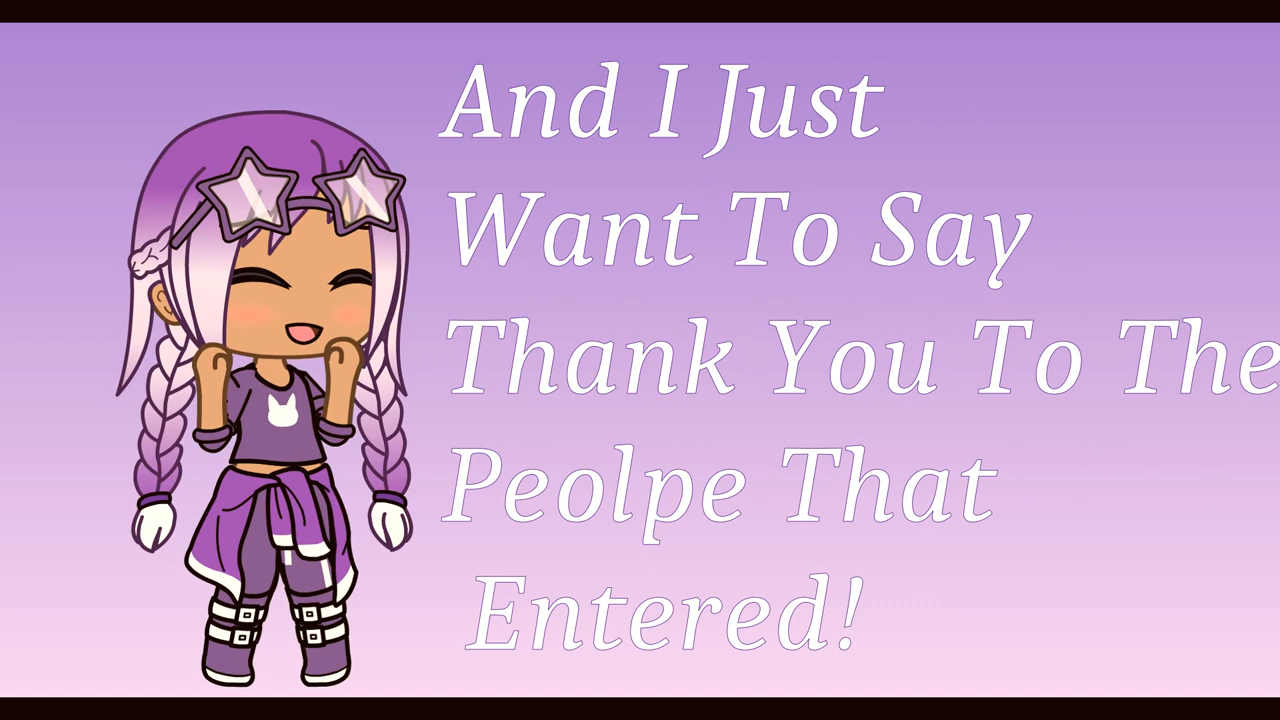 And I Just
Want To Say
Thank You To The
Peolpe That
Entered!